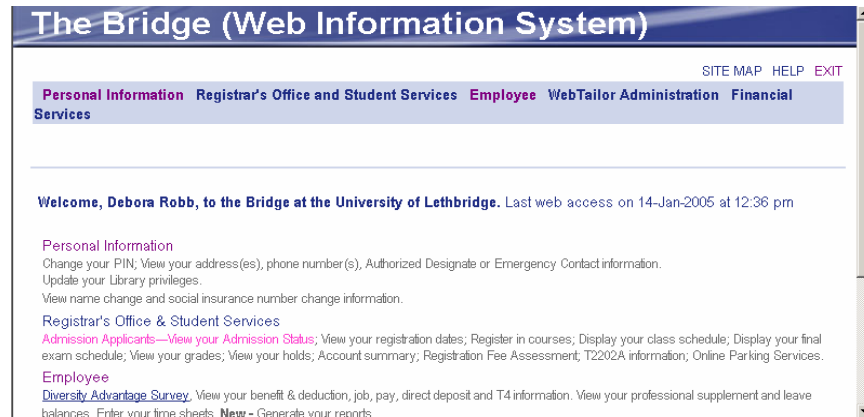 The Bridge (Web Information System)
SITE MAP HELP EXIT
Personal Information Registrar's Office and Student Services Employee WebTailor Administration Financial
Services
Welcome, Debora Robb, to the Bridge at the University of Lethbridge. Last web access on 14-Jan-2005 at 12:36 pm
Personal Information
Change your PIN; View your address(es), phone number(s), Authorized Designate or Emergency Contact information.
Update your Library privileges.
View name change and social insurance number change information.
Registrar's Office & Student Services
Admission Applicants—View your Admission Status; View your registration dates; Register in courses; Display your class schedule; Display your final
exam schedule; View your grades; View your holds; Account summary; Registration Fee Assessment; T2202A information; Online Parking Services.
Employee
Diversity Advantage Survey, View your benefit & deduction, job, pay, direct deposit and T4 information. View your professional supplement and leave
balances. Enter your time sheets. New - Generate your reports